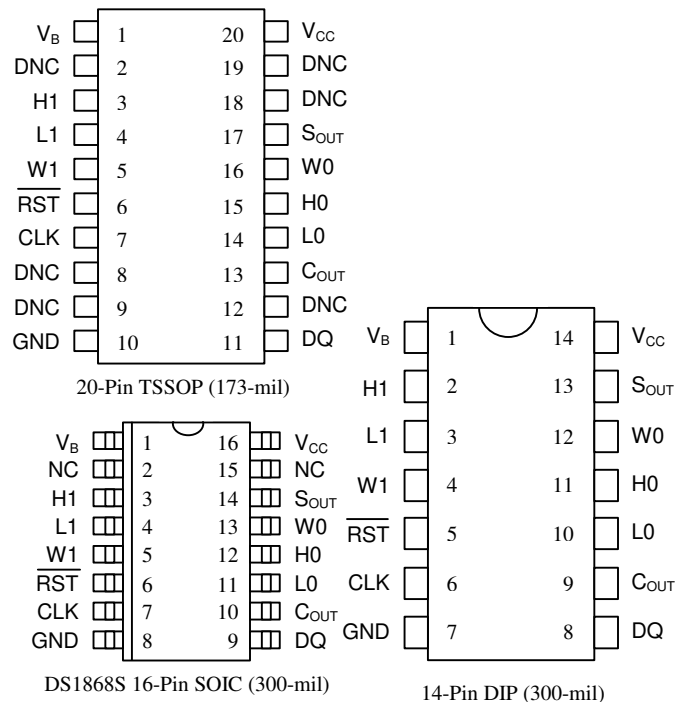 VB 1 20 VCC
DNC 2 19 DNC
H1 3 18 DNC
L1 4 17 SOUT
W1 5 16 W0
RST 6 15 H0
CLK 7 14 L0
DNC 8 13 COUT
DNC 9 12 DNC
GND 10 11 DQ
20-Pin TSSOP (173-mil)
VB 1 16 VCC
NC 2 15 NC
H1 3 14 SOUT
L1 4 13 W0
W1 5 12 H0
RST 6 11 L0
CLK 7 10 COUT
GND 8 9 DQ
DS1868S 16-Pin SOIC (300-mil)
VB 1 14 VCC
H1 2 13 SOUT
L1 3 12 W0
W1 4 11 H0
RST 5 10 L0
CLK 6 9 COUT
GND 7 8 DQ
14-Pin DIP (300-mil)